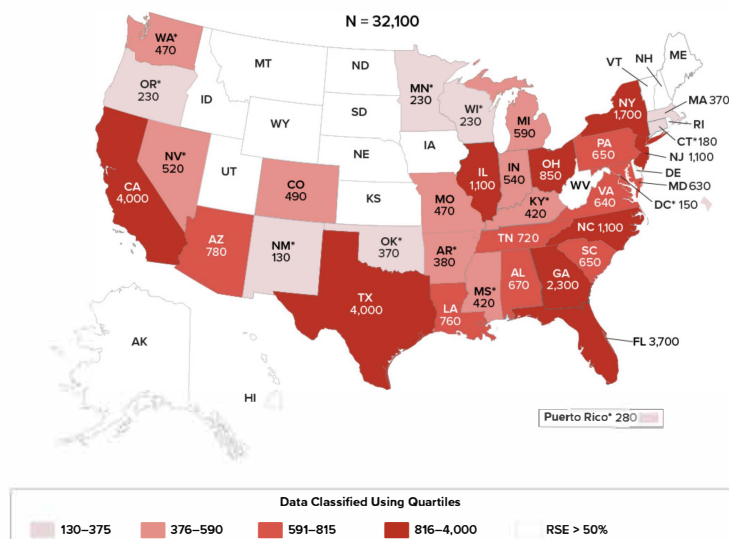 N = 32,100
WA*
470
OR*
230
MT
ID
WY
ND
SD
NE
KS
MN*
230
WI*
230
IA
MI
590
VT
NH
ME
NY
1,700
MA 370
RI
CT* 180
NJ 1,100
PA
650
DE
MD 630
DC* 150
CA
4,000
NV*
520
UT
CO
490
AZ
780
NM*
130
OK*
370
TX
4,000
MO
470
AR*
380
LA
760
IL
1,100
IN
540
OH
850
KY*
420
WV
VA
640
TN 720
NC 1,100
SC
650
MS*
420
AL
670
GA
2,300
FL 3,700
AK
HI
Puerto Rico* 280
Data Classified Using Quartiles
130–375
376–590
591–815
816–4,000
RSE > 50%